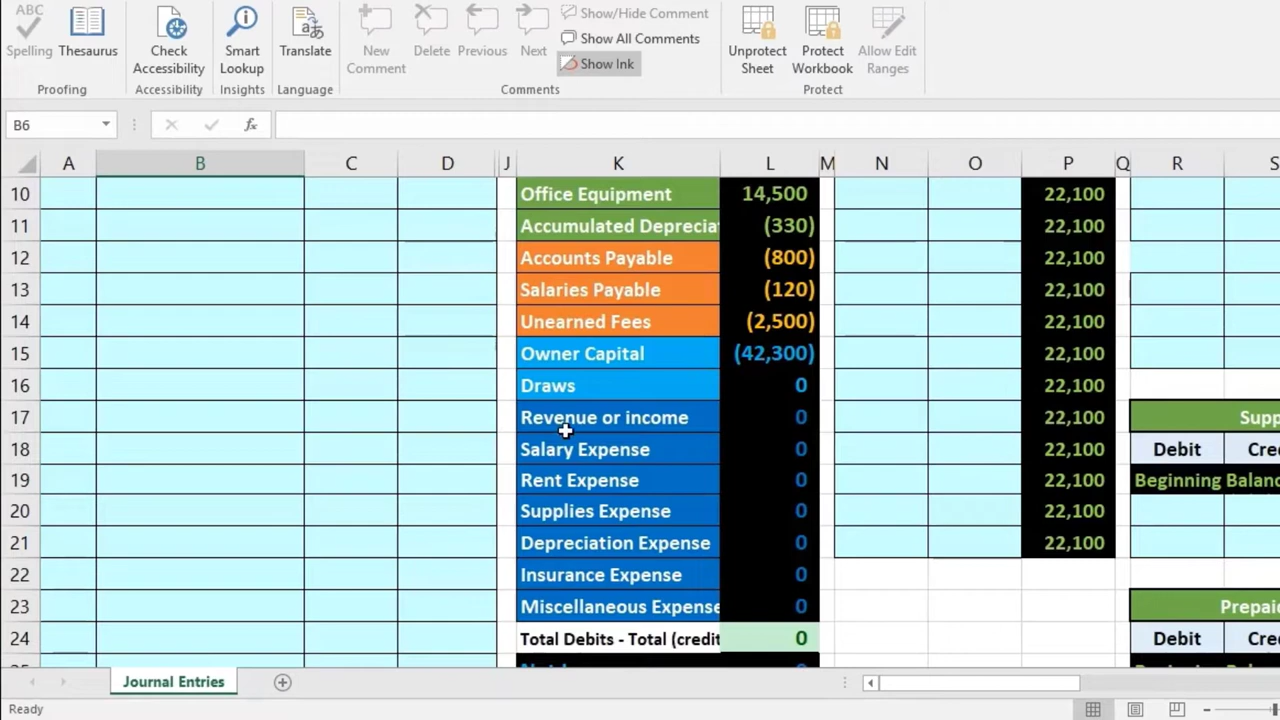 ABC
Spelling
Thesaurus
Proofing
Check Accessibility
Accessibility
Smart Lookup
Insights
Translate
Language
New Comment
Delete
Previous
Next
Show/Hide Comment
Show All Comments
Show Ink
Comments
Unprotect Sheet
Protect Workbook
Allow Edit Ranges
Protect
B6
fx
A B C D J K L M N O P Q R S
10 Office Equipment 14,500 22,100
11 Accumulated Deprecia (330) 22,100
12 Accounts Payable (800) 22,100
13 Salaries Payable (120) 22,100
14 Unearned Fees (2,500) 22,100
15 Owner Capital (42,300) 22,100
16 Draws 0 22,100
17 Revenue or income 0 22,100 Supp
18 Salary Expense 0 22,100 Debit Cre
19 Rent Expense 0 22,100 Beginning Balanc
20 Supplies Expense 0 22,100
21 Depreciation Expense 0 22,100
22 Insurance Expense 0
23 Miscellaneous Expense 0 Prepai
24 Total Debits - Total (credit 0 Debit Cre
Journal Entries
Ready